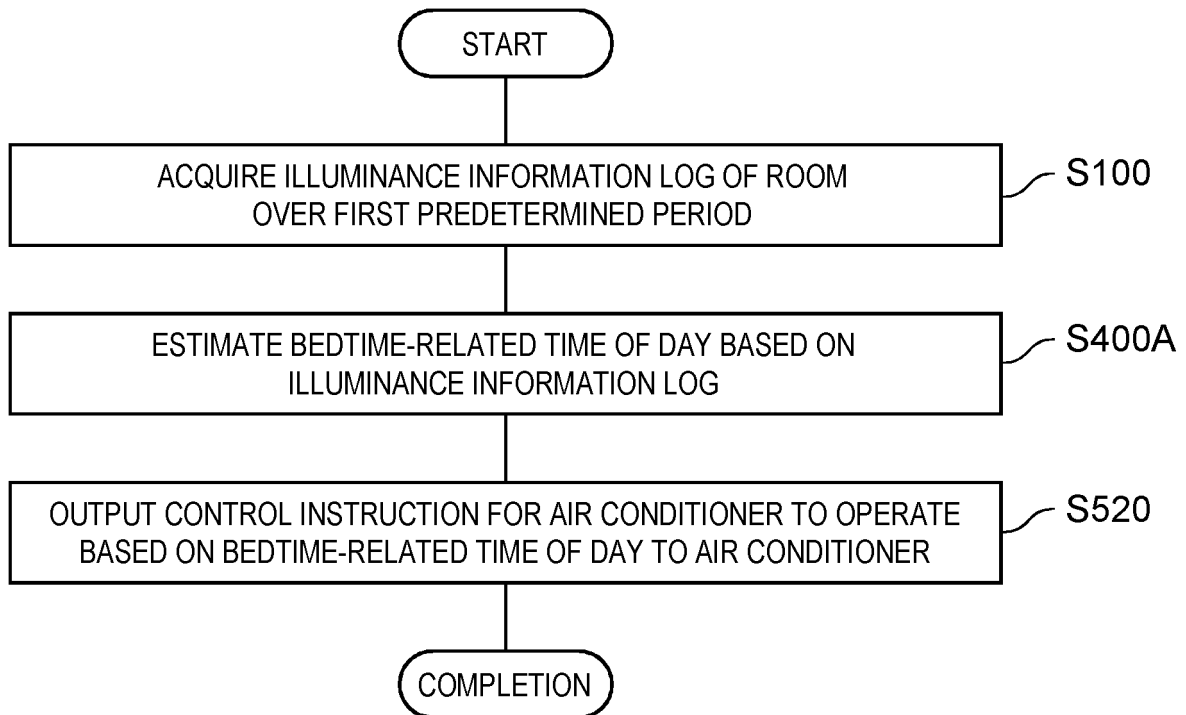 START
ACQUIRE ILLUMINANCE INFORMATION LOG OF ROOM
OVER FIRST PREDETERMINED PERIOD
S100
ESTIMATE BEDTIME-RELATED TIME OF DAY BASED ON
ILLUMINANCE INFORMATION LOG
S400A
OUTPUT CONTROL INSTRUCTION FOR AIR CONDITIONER TO OPERATE
BASED ON BEDTIME-RELATED TIME OF DAY TO AIR CONDITIONER
S520
COMPLETION